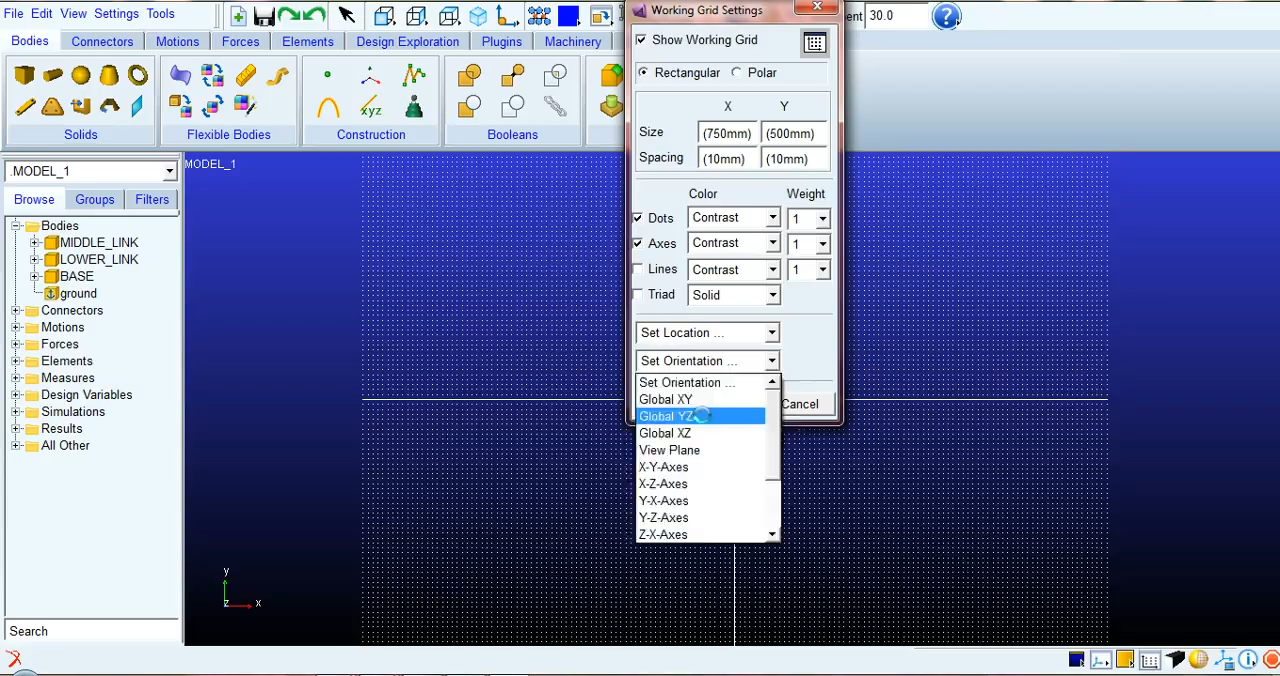 File Edit View Settings Tools
Working Grid Settings
ent 30.0
Bodies Connectors Motions Forces Elements Design Exploration Plugins Machinery
Show Working Grid
Rectangular Polar
X Y
Size (750mm) (500mm)
Spacing (10mm) (10mm)
xyz
Solids Flexible Bodies Construction Booleans
.MODEL_1
MODEL_1
Browse Groups Filters
Color Weight
Dots Contrast 1
Axes Contrast 1
Lines Contrast 1
Triad Solid
Set Location ...
Set Orientation ...
Set Orientation ...
Global XY
Global YZ
Global XZ
View Plane
X-Y-Axes
X-Z-Axes
Y-X-Axes
Y-Z-Axes
Z-X-Axes
Cancel
Bodies
MIDDLE_LINK
LOWER_LINK
BASE
ground
Connectors
Motions
Forces
Elements
Measures
Design Variables
Simulations
Results
All Other
y
z x
Search